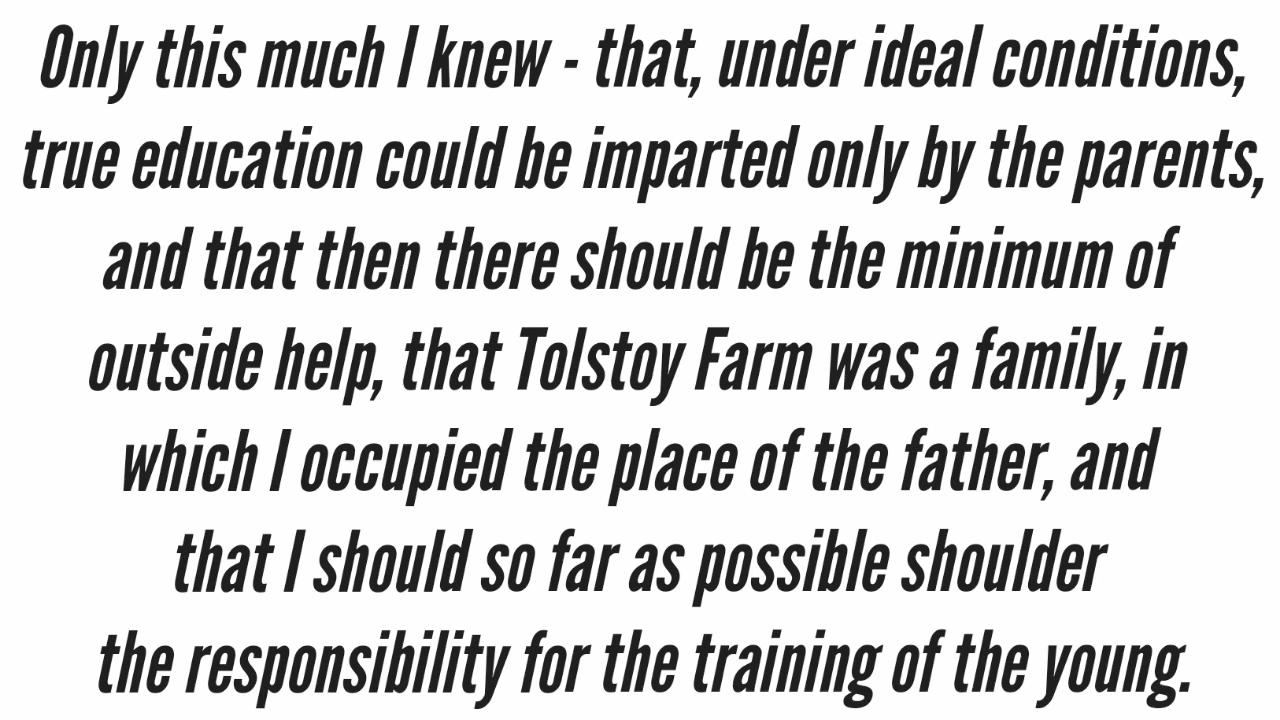 Only this much I knew - that, under ideal conditions,
true education could be imparted only by the parents,
and that then there should be the minimum of
outside help, that Tolstoy Farm was a family, in
which I occupied the place of the father, and
that I should so far as possible shoulder
the responsibility for the training of the young.